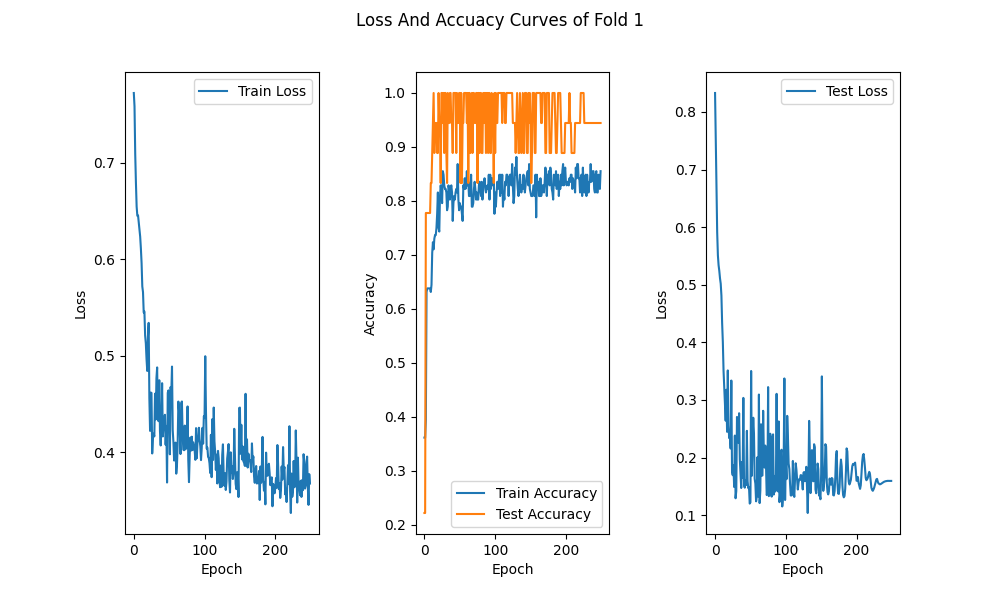 Loss And Accuacy Curves of Fold 1
Train Loss
Loss
0.7
0.6
0.5
0.4
0
100
200
Epoch
Accuracy
1.0
0.9
0.8
0.7
0.6
0.5
0.4
0.3
0.2
Train Accuracy
Test Accuracy
0
100
200
Epoch
Test Loss
Loss
0.8
0.7
0.6
0.5
0.4
0.3
0.2
0.1
0
100
200
Epoch